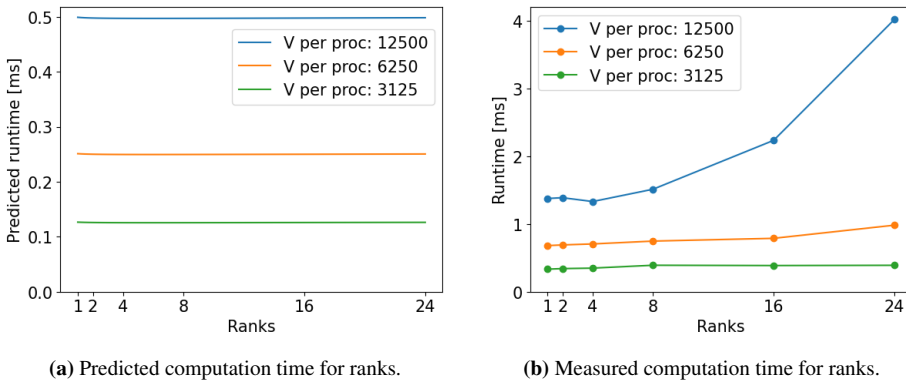 0.5
0.4
0.3
0.2
0.1
0.0
Predicted runtime [ms]
V per proc: 12500
V per proc: 6250
V per proc: 3125
1 2 4 8 16 24
Ranks
(a) Predicted computation time for ranks.
4
3
2
1
0
Runtime [ms]
V per proc: 12500
V per proc: 6250
V per proc: 3125
1 2 4 8 16 24
Ranks
(b) Measured computation time for ranks.